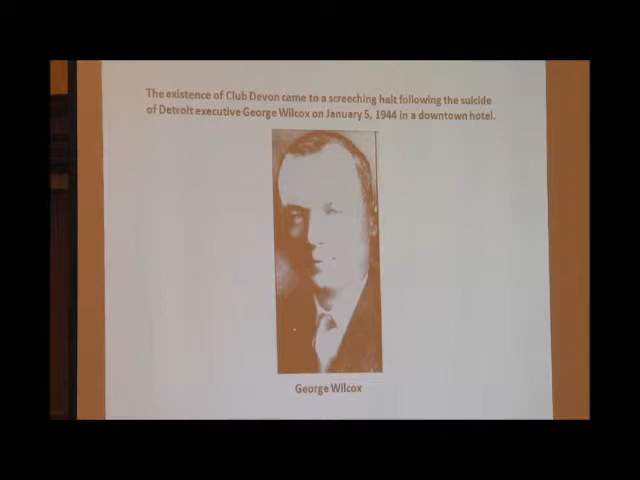 The existence of Club Devon came to a screeching halt following the suicide
of Detroit executive George Wilcox on January 5, 1944 in a downtown hotel.
George Wilcox